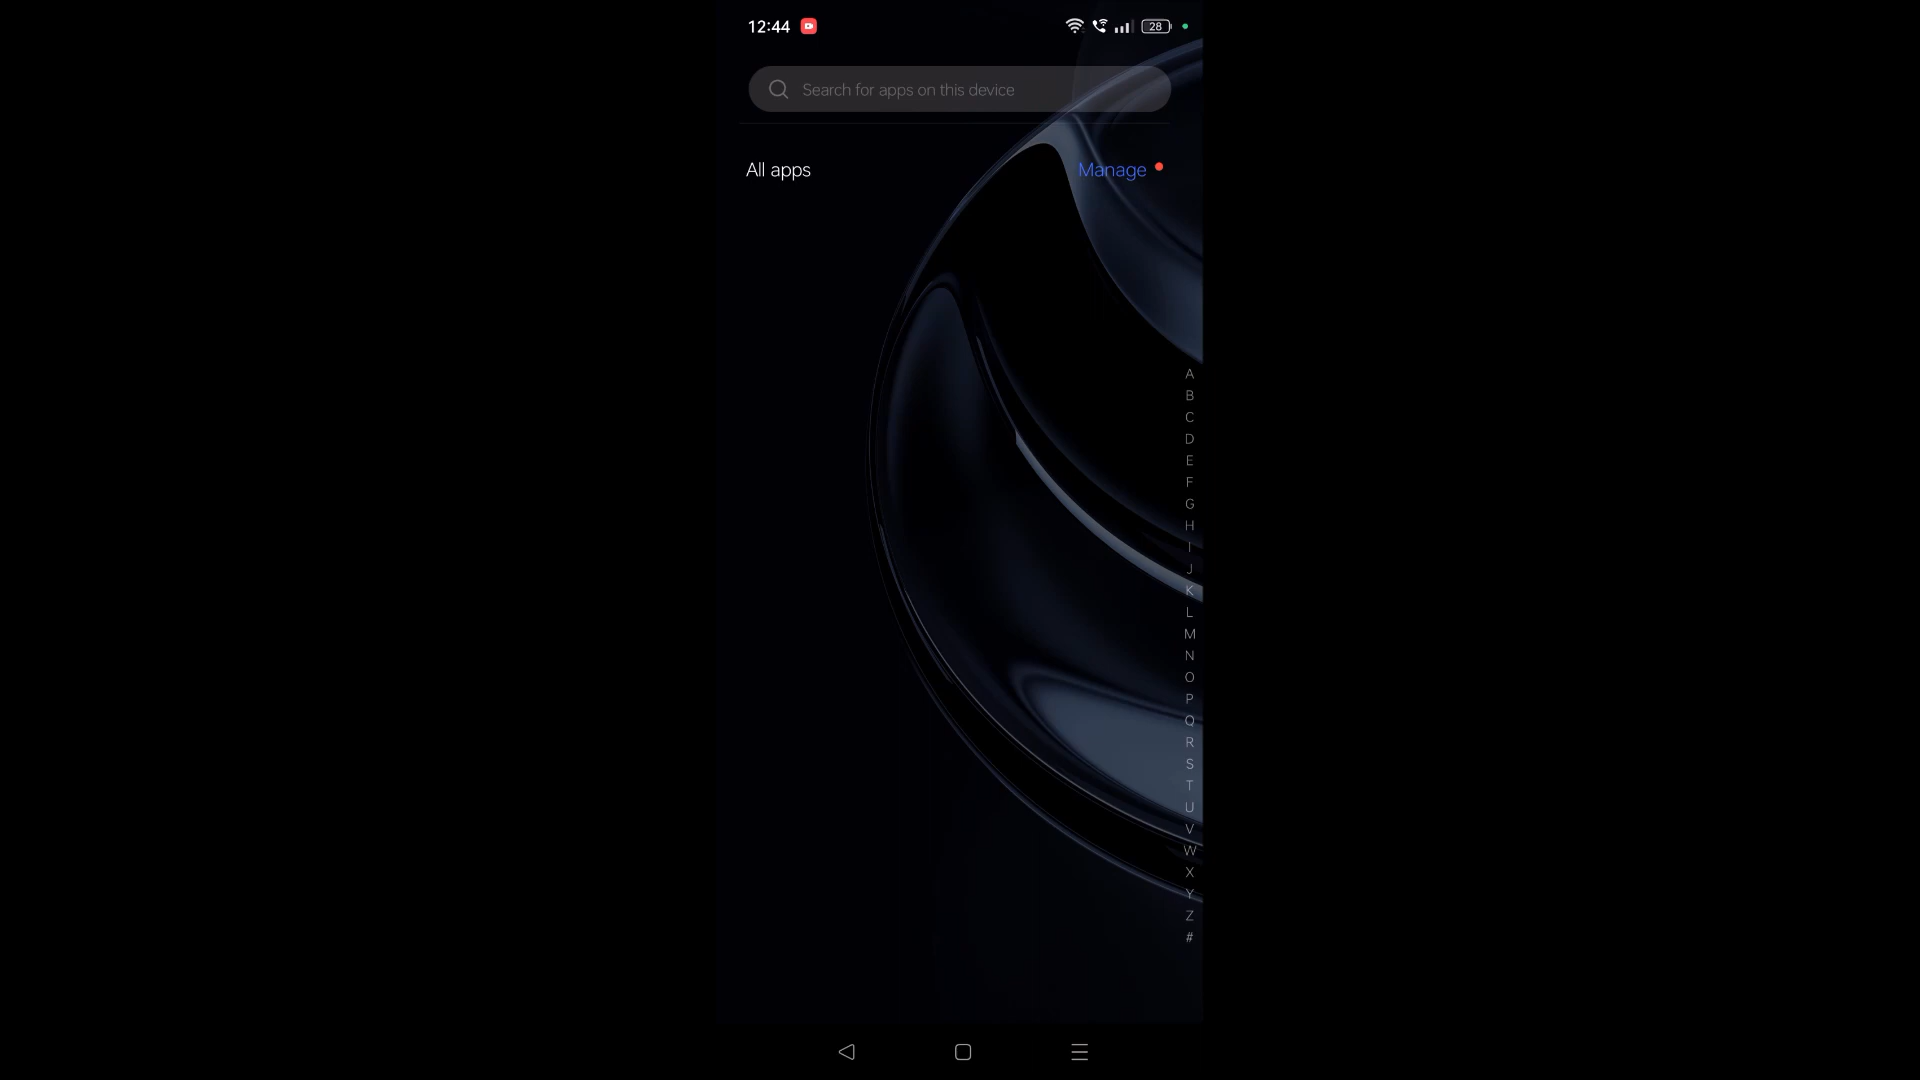 12:44
28
Search for apps on this device
All apps
Manage
A
B
C
D
E
F
G
H
I
J
K
L
M
N
O
P
Q
R
S
T
U
V
W
X
Y
Z
#